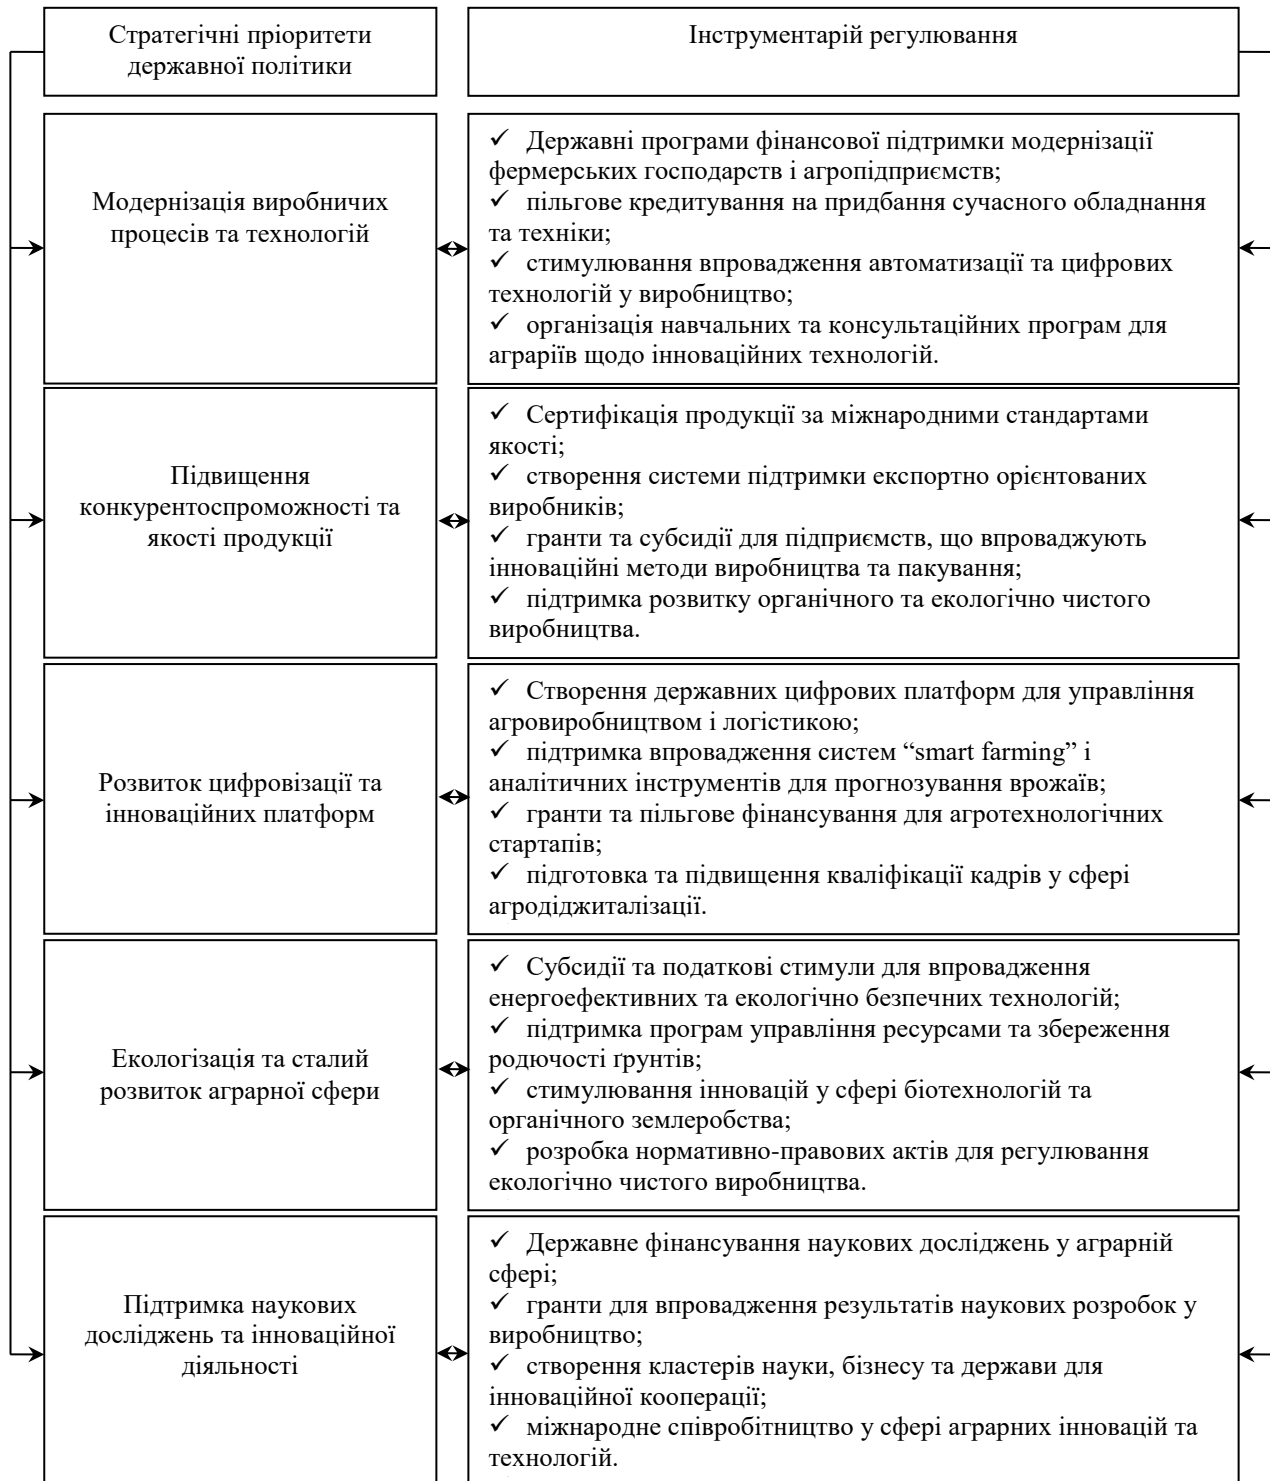 Стратегічні пріоритети
державної політики
Інструментарій регулювання
Модернізація виробничих
процесів та технологій
✓ Державні програми фінансової підтримки модернізації
фермерських господарств і агропідприємств;
✓ пільгове кредитування на придбання сучасного обладнання
та техніки;
✓ стимулювання впровадження автоматизації та цифрових
технологій у виробництво;
✓ організація навчальних та консультаційних програм для
аграріїв щодо інноваційних технологій.
Підвищення
конкурентоспроможності та
якості продукції
✓ Сертифікація продукції за міжнародними стандартами
якості;
✓ створення системи підтримки експортно орієнтованих
виробників;
✓ гранти та субсидії для підприємств, що впроваджують
інноваційні методи виробництва та пакування;
✓ підтримка розвитку органічного та екологічно чистого
виробництва.
Розвиток цифровізації та
інноваційних платформ
✓ Створення державних цифрових платформ для управління
агровиробництвом і логістикою;
✓ підтримка впровадження систем “smart farming” і
аналітичних інструментів для прогнозування врожаїв;
✓ гранти та пільгове фінансування для агротехнологічних
стартапів;
✓ підготовка та підвищення кваліфікації кадрів у сфері
агродіджиталізації.
Екологізація та сталий
розвиток аграрної сфери
✓ Субсидії та податкові стимули для впровадження
енергоефективних та екологічно безпечних технологій;
✓ підтримка програм управління ресурсами та збереження
родючості ґрунтів;
✓ стимулювання інновацій у сфері біотехнологій та
органічного землеробства;
✓ розробка нормативно-правових актів для регулювання
екологічно чистого виробництва.
Підтримка наукових
досліджень та інноваційної
діяльності
✓ Державне фінансування наукових досліджень у аграрній
сфері;
✓ гранти для впровадження результатів наукових розробок у
виробництво;
✓ створення кластерів науки, бізнесу та держави для
інноваційної кооперації;
✓ міжнародне співробітництво у сфері аграрних інновацій та
технологій.